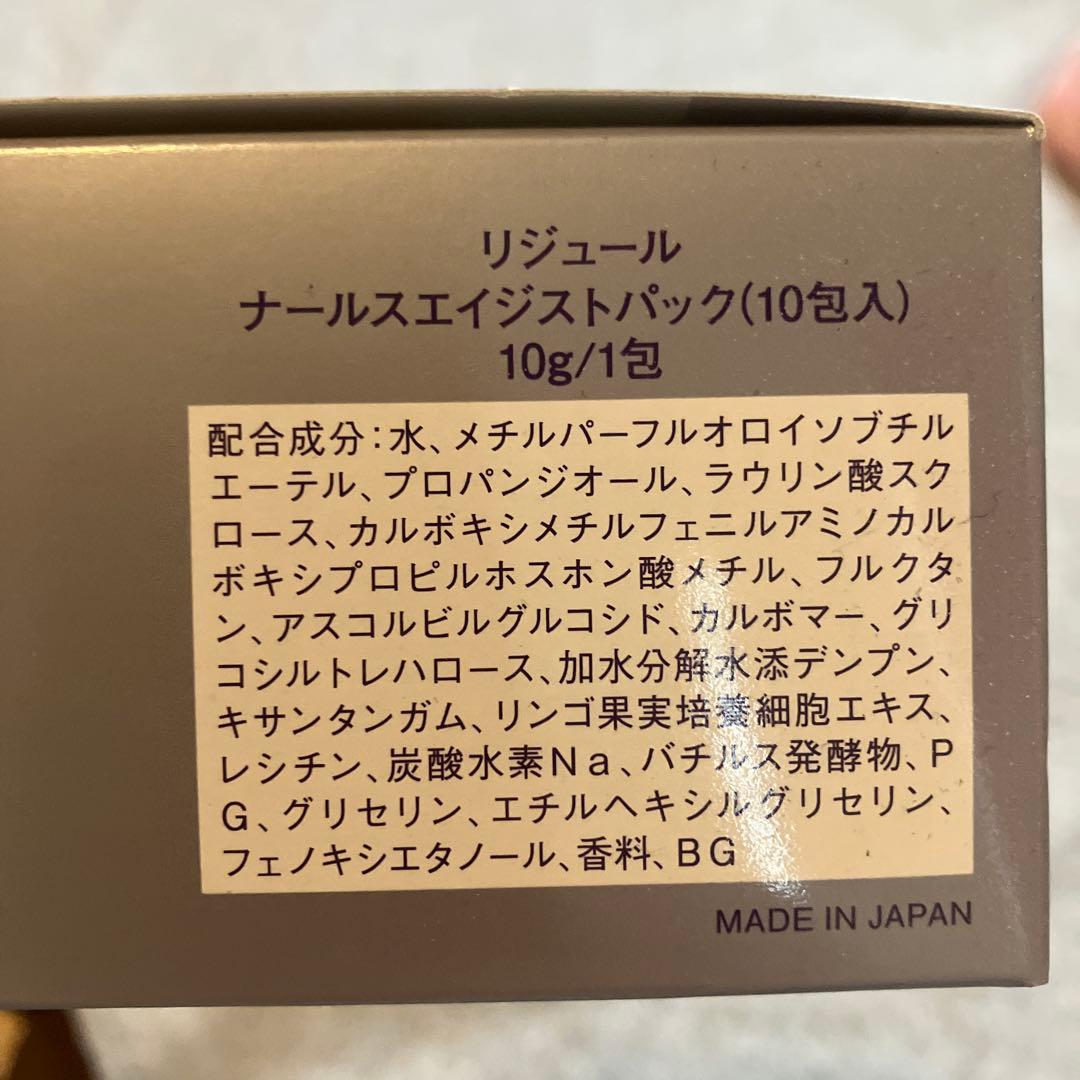 リジュール
ナールスエイジストパック(10包入)
10g/1包
配合成分：水、メチルパーフルオロイソブチル
エーテル、プロパンジオール、ラウリン酸スク
ロース、カルボキシメチルフェニルアミノカル
ボキシプロピルホスホン酸メチル、フルクタ
ン、アスコルビルグルコシド、カルボマー、グリ
コシルトレハロース、加水分解水添デンプン、
キサンタンガム、リンゴ果実培養細胞エキス、
レシチン、炭酸水素Ｎａ、バチルス発酵物、Ｐ
Ｇ、グリセリン、エチルヘキシルグリセリン、
フェノキシエタノール、香料、ＢＧ
MADE IN JAPAN